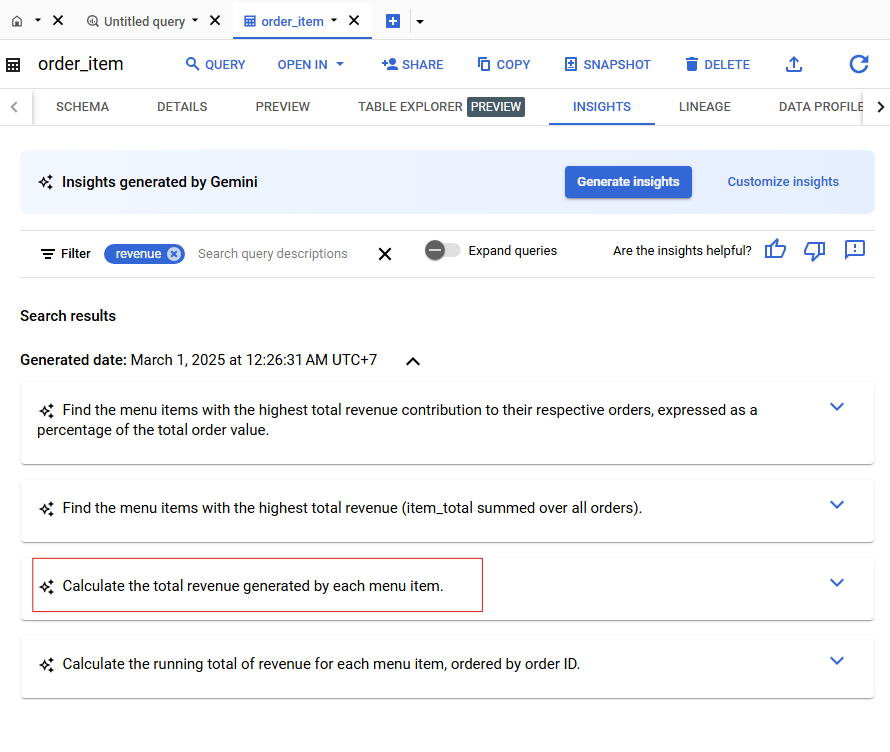 Untitled query order_item
order_item QUERY OPEN IN SHARE COPY SNAPSHOT DELETE
SCHEMA DETAILS PREVIEW TABLE EXPLORER PREVIEW INSIGHTS LINEAGE DATA PROFILE
Insights generated by Gemini Generate insights Customize insights
Filter revenue Search query descriptions Expand queries Are the insights helpful?
Search results
Generated date: March 1, 2025 at 12:26:31 AM UTC+7
Find the menu items with the highest total revenue contribution to their respective orders, expressed as a
percentage of the total order value.
Find the menu items with the highest total revenue (item_total summed over all orders).
Calculate the total revenue generated by each menu item.
Calculate the running total of revenue for each menu item, ordered by order ID.